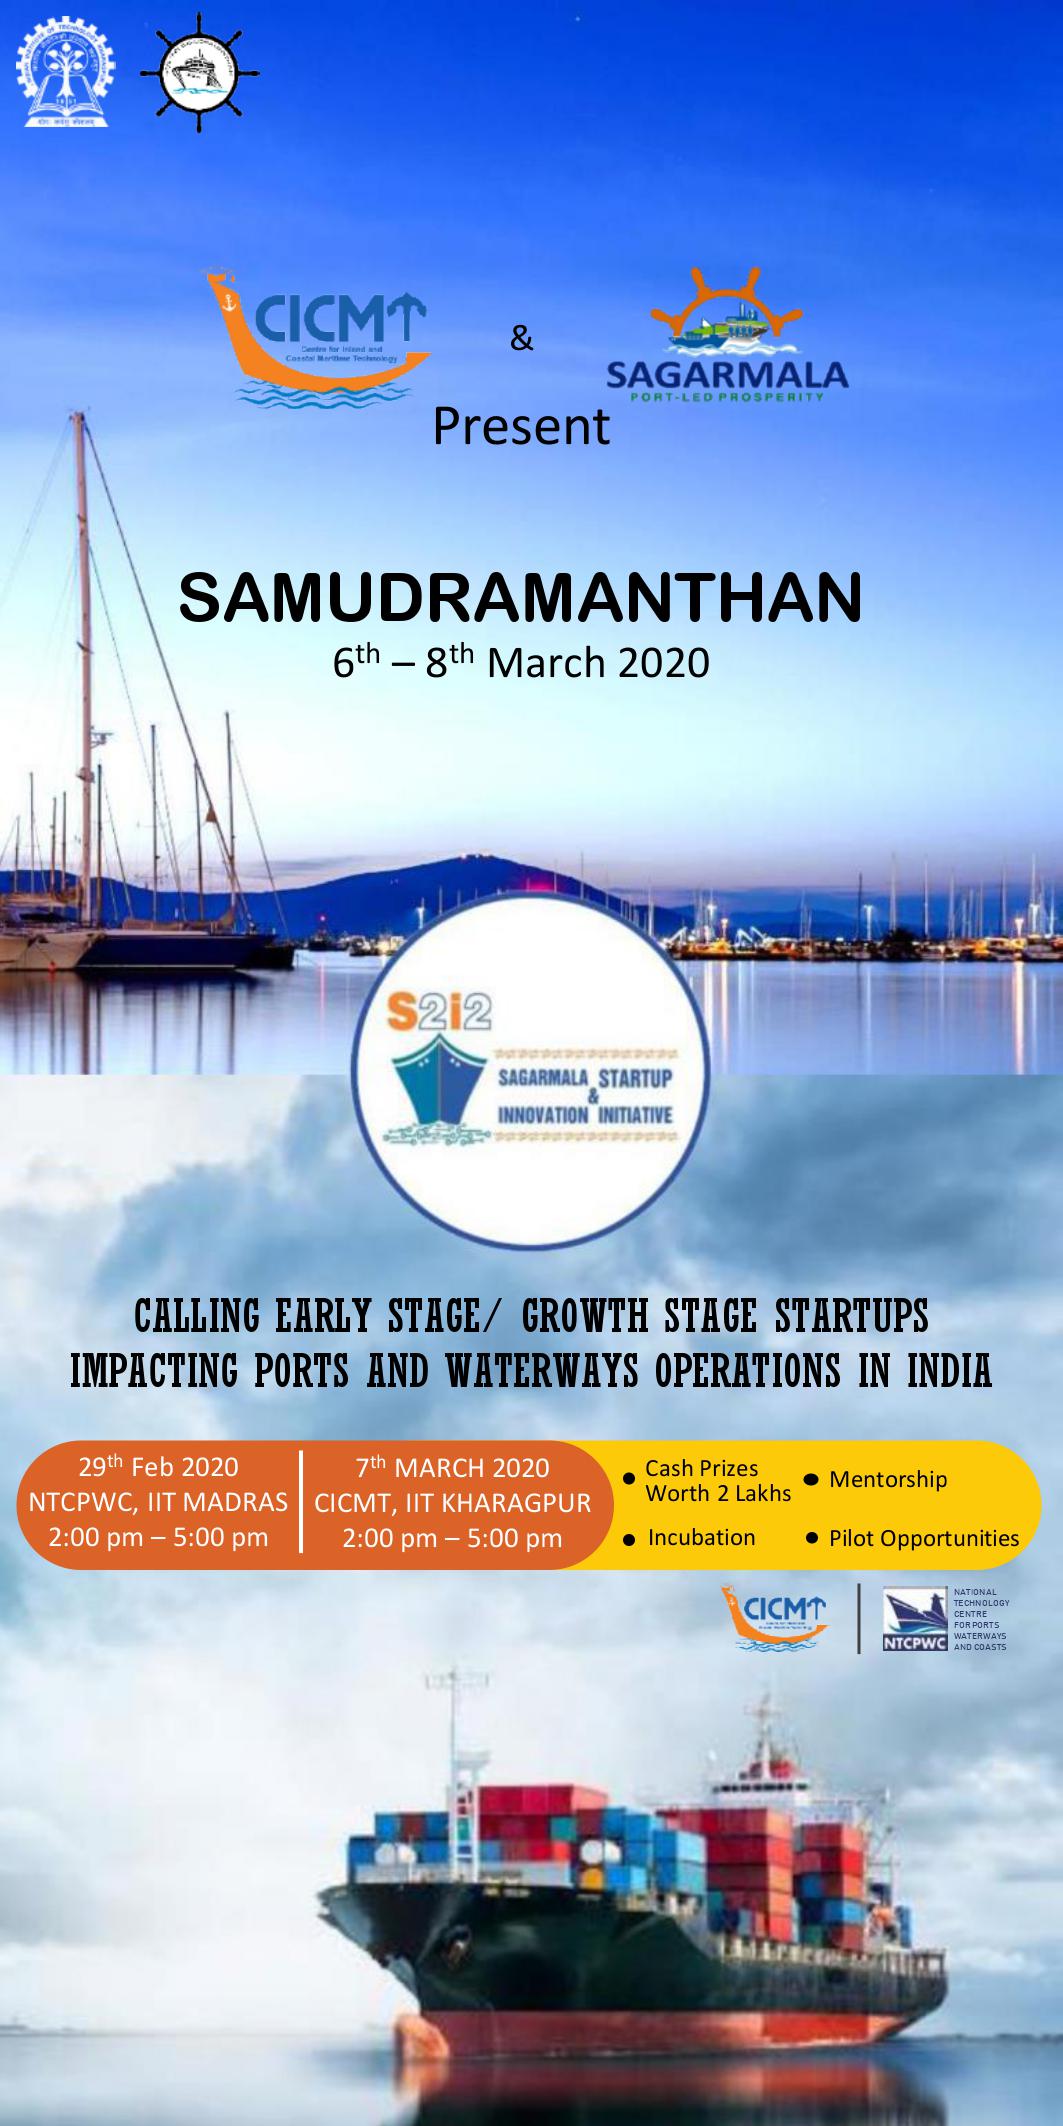 CICMT
Centre for Inland and
Coastal Maritime Technology
&
SAGARMALA
PORT-LED PROSPERITY
Present
SAMUDRAMANTHAN
6th – 8th March 2020
S2i2
SAGARMALA STARTUP
&
INNOVATION INITIATIVE
CALLING EARLY STAGE/ GROWTH STAGE STARTUPS
IMPACTING PORTS AND WATERWAYS OPERATIONS IN INDIA
29th Feb 2020
NTCPWC, IIT MADRAS
2:00 pm – 5:00 pm
7th MARCH 2020
CICMT, IIT KHARAGPUR
2:00 pm – 5:00 pm
Cash Prizes
Worth 2 Lakhs
Mentorship
Incubation
Pilot Opportunities
CICMT
NTCPWC
NATIONAL
TECHNOLOGY
CENTRE
FOR PORTS
WATERWAYS
AND COASTS